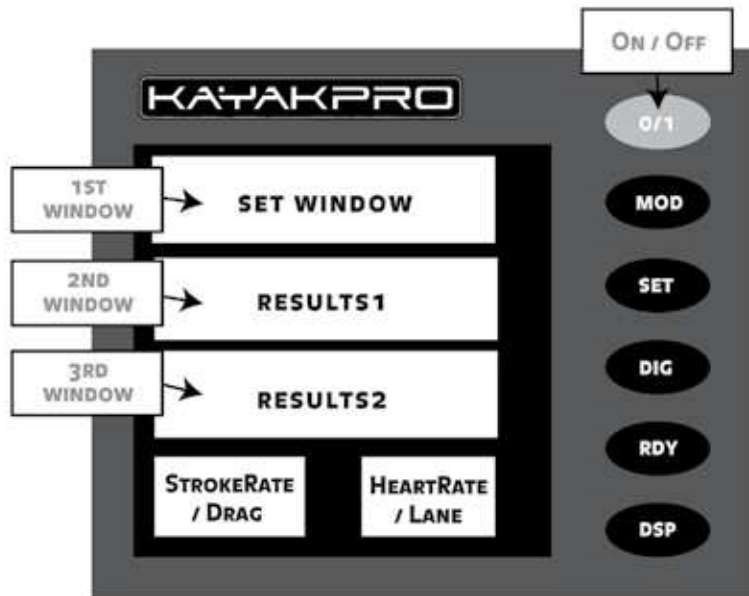 ON / OFF
KAYAKPRO
0/1
1ST
WINDOW
SET WINDOW
MOD
2ND
WINDOW
RESULTS1
SET
3RD
WINDOW
RESULTS2
DIG
RDY
STROKERATE
/ DRAG
HEARTRATE
/ LANE
DSP